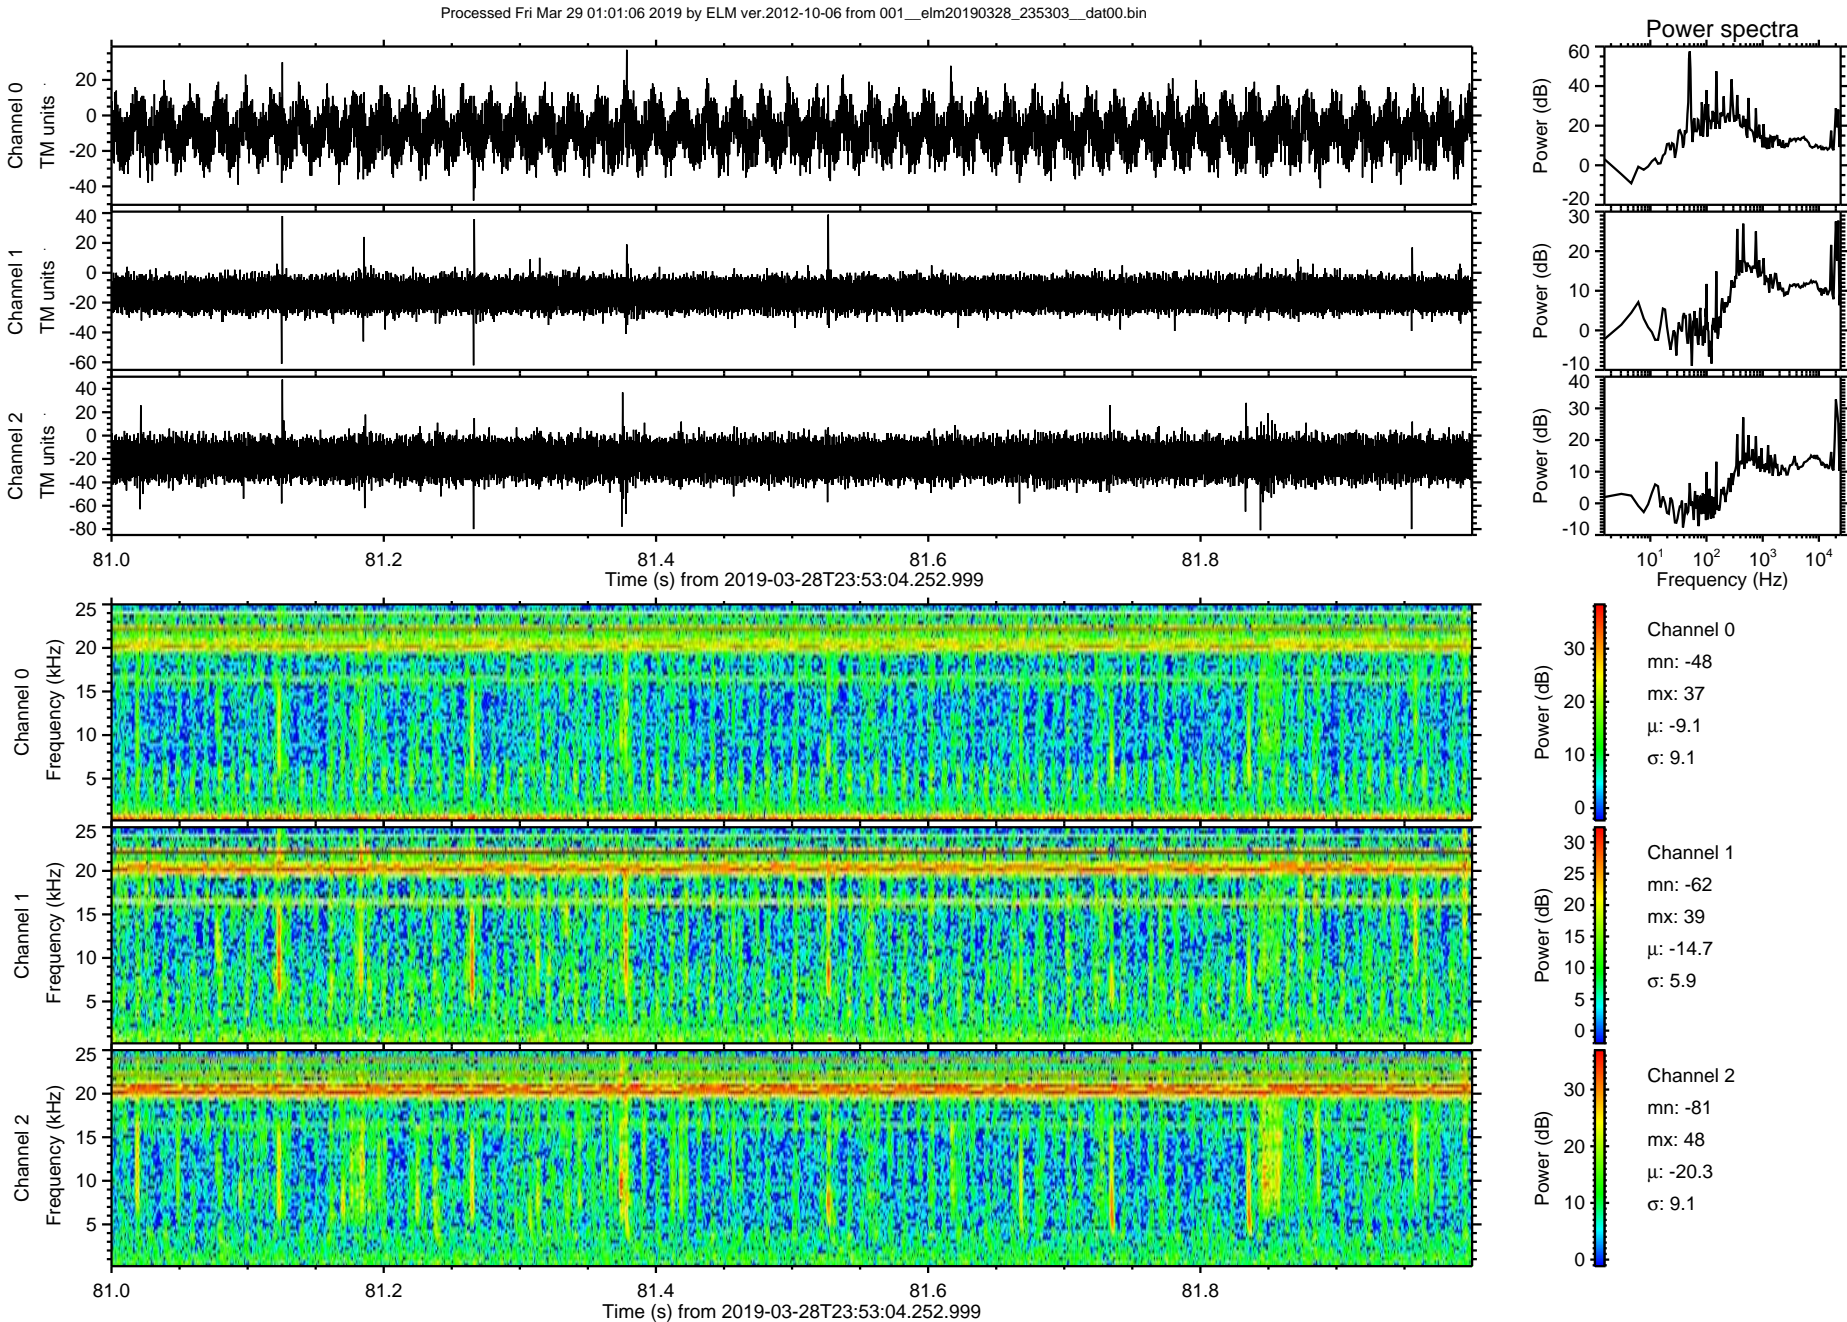 Processed Fri Mar 29 01:01:06 2019 by ELM ver.2012-10-06 from 001__elm20190328_235303__dat00.bin
Power spectra
Channel 0
TM units
20
0
-20
-40
Power (dB)
60
40
20
0
-20
Channel 1
TM units
40
20
0
-20
-40
-60
Power (dB)
30
20
10
0
-10
Channel 2
TM units
40
20
0
-20
-40
-60
-80
Power (dB)
40
30
20
10
0
-10
81.0 81.2 81.4 81.6 81.8
Time (s) from 2019-03-28T23:53:04.252.999
10¹ 10² 10³ 10⁴
Frequency (Hz)
Channel 0
Frequency (kHz)
25
20
15
10
5
Power (dB)
30
20
10
0
Channel 0
mn: -48
mx: 37
μ: -9.1
σ: 9.1
Channel 1
Frequency (kHz)
25
20
15
10
5
Power (dB)
30
25
20
15
10
5
0
Channel 1
mn: -62
mx: 39
μ: -14.7
σ: 5.9
Channel 2
Frequency (kHz)
25
20
15
10
5
Power (dB)
30
20
10
0
Channel 2
mn: -81
mx: 48
μ: -20.3
σ: 9.1
81.0 81.2 81.4 81.6 81.8
Time (s) from 2019-03-28T23:53:04.252.999